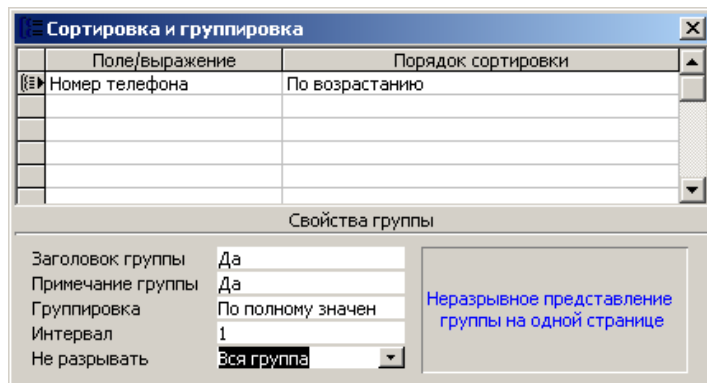 Сортировка и группировка
Поле/выражение Порядок сортировки
Номер телефона По возрастанию
Свойства группы
Заголовок группы Да
Примечание группы Да
Группировка По полному значен
Интервал 1
Не разрывать Вся группа
Неразрывное представление
группы на одной странице